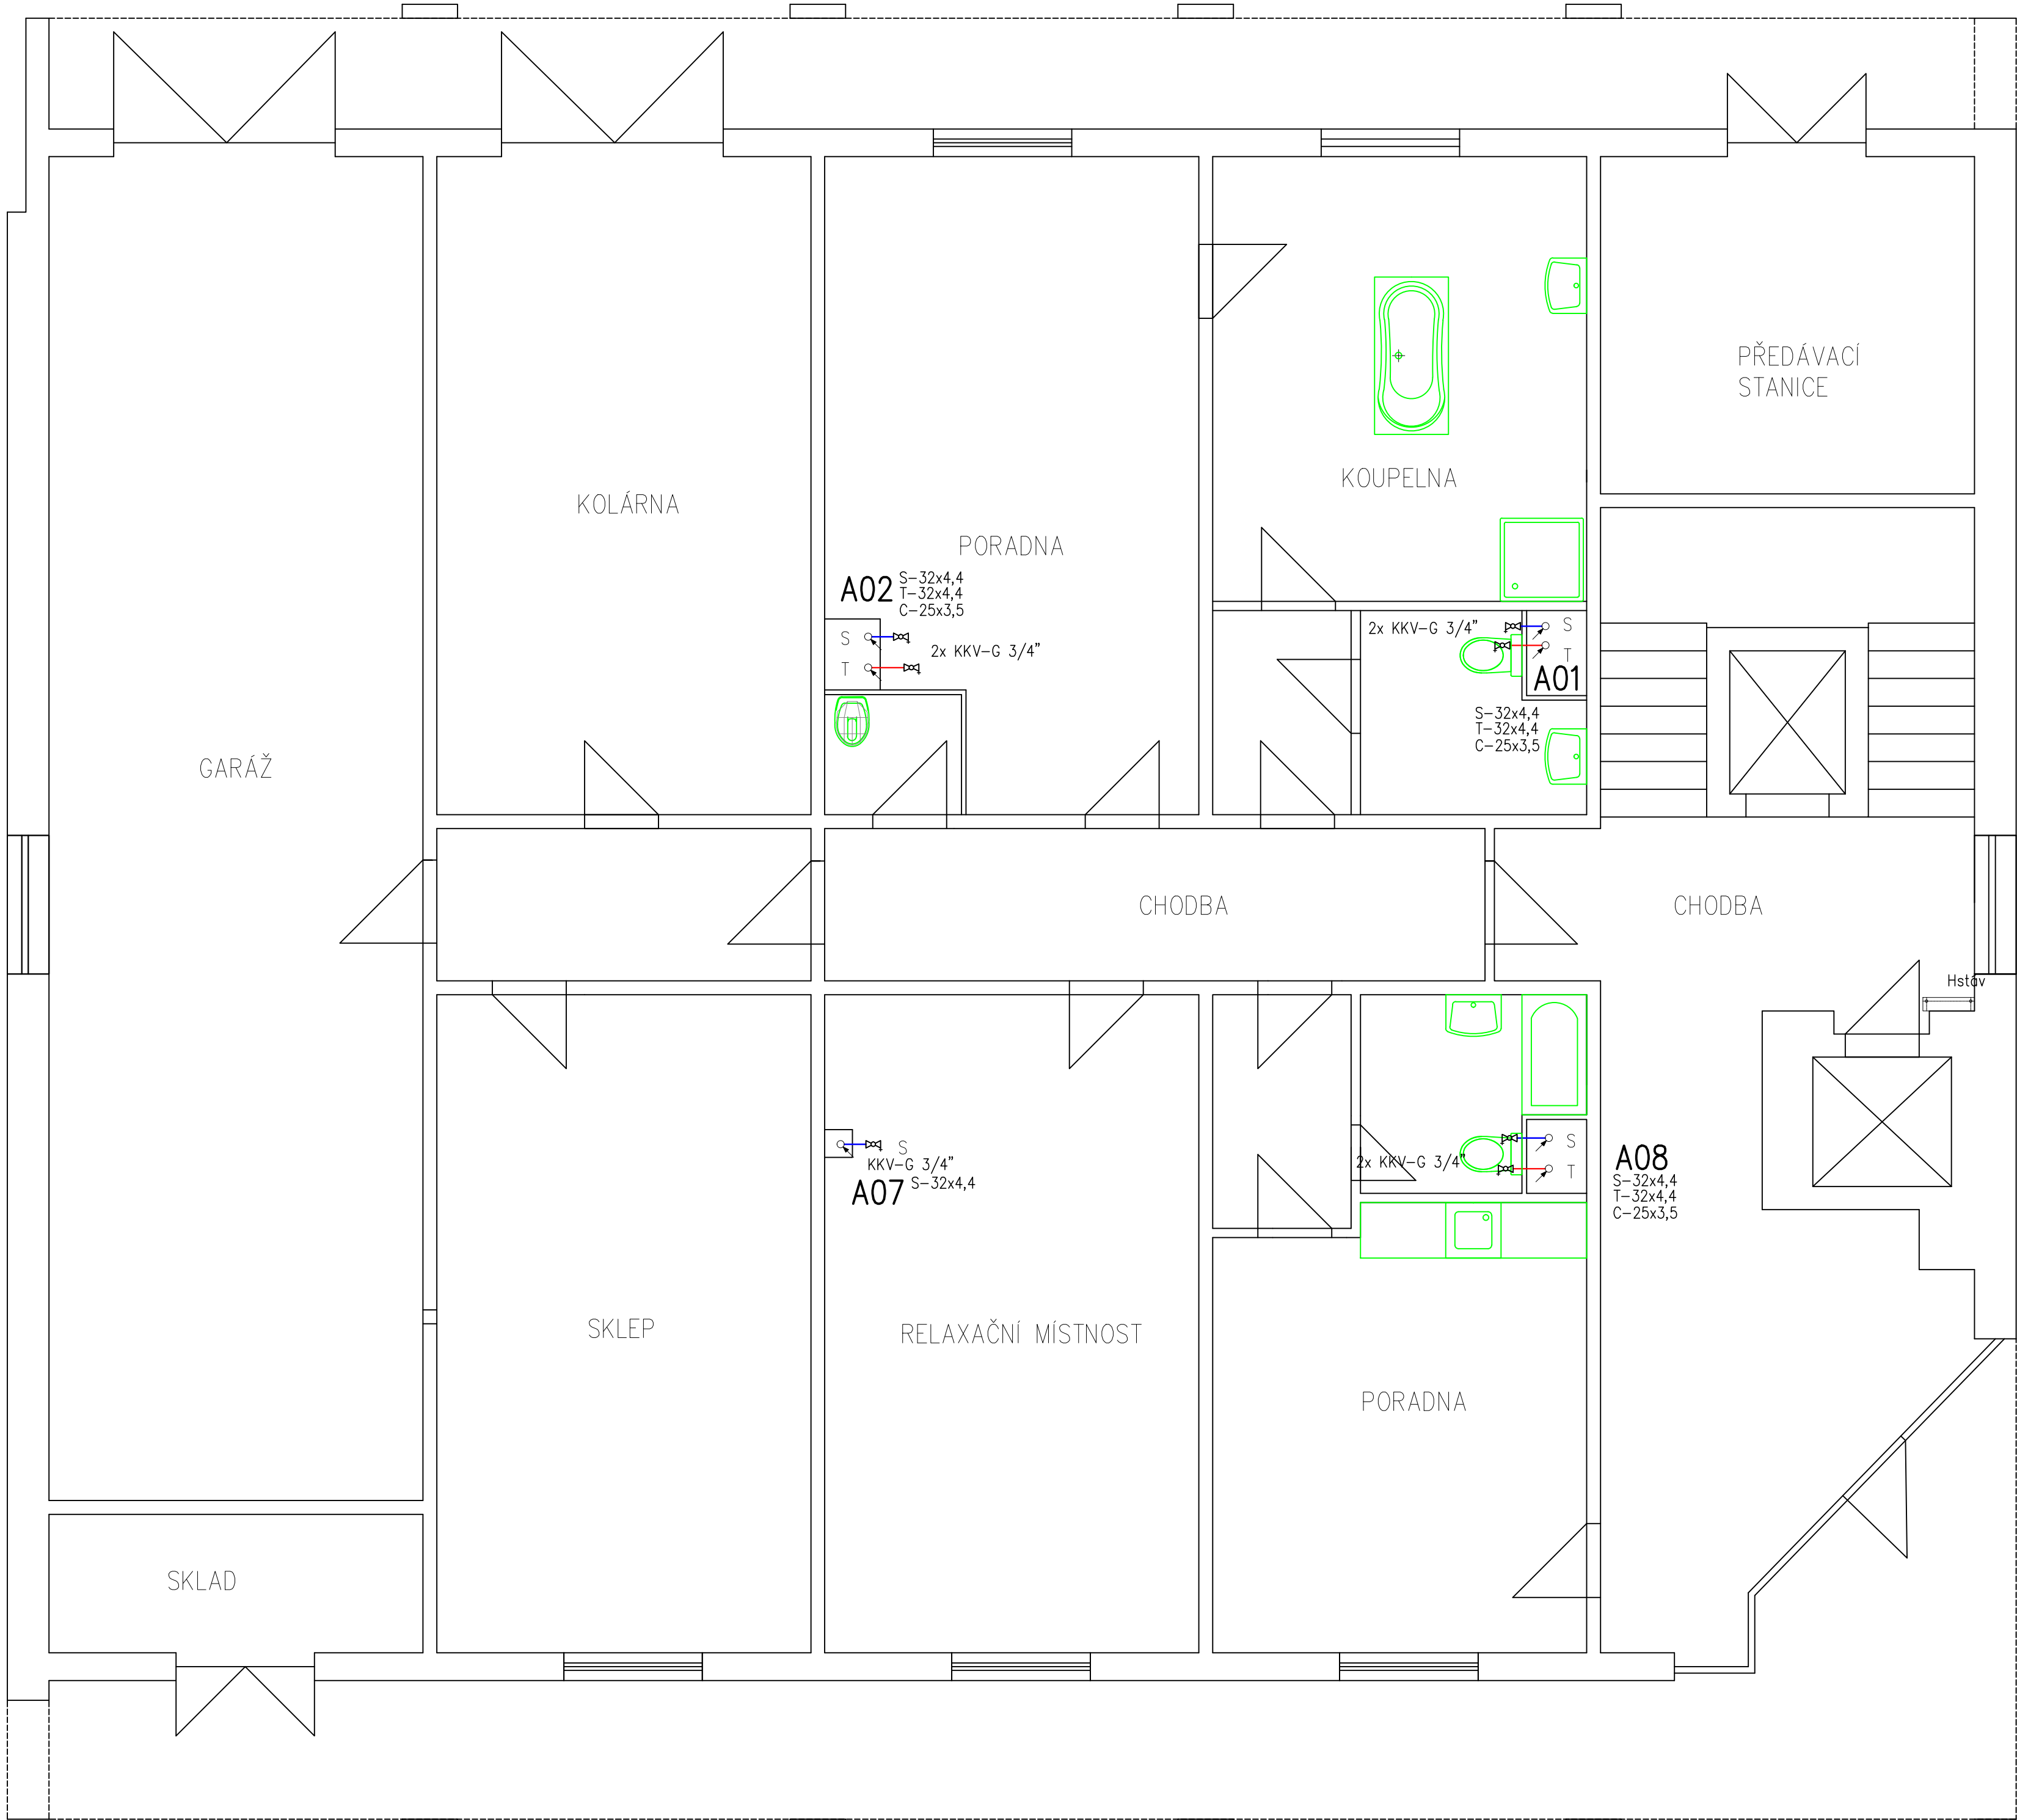 PŘEDÁVACÍ
STANICE
KOUPELNA
KOLÁRNA
PORADNA
A02
S-32x4,4
T-32x4,4
C-25x3,5
S
T
2x KKV-G 3/4"
2x KKV-G 3/4"
S
T
A01
S-32x4,4
T-32x4,4
C-25x3,5
GARÁŽ
CHODBA
CHODBA
Hstáv
S
KKV-G 3/4"
A07
S-32x4,4
2x KKV-G 3/4"
S
T
A08
S-32x4,4
T-32x4,4
C-25x3,5
SKLEP
RELAXAČNÍ MÍSTNOST
PORADNA
SKLAD